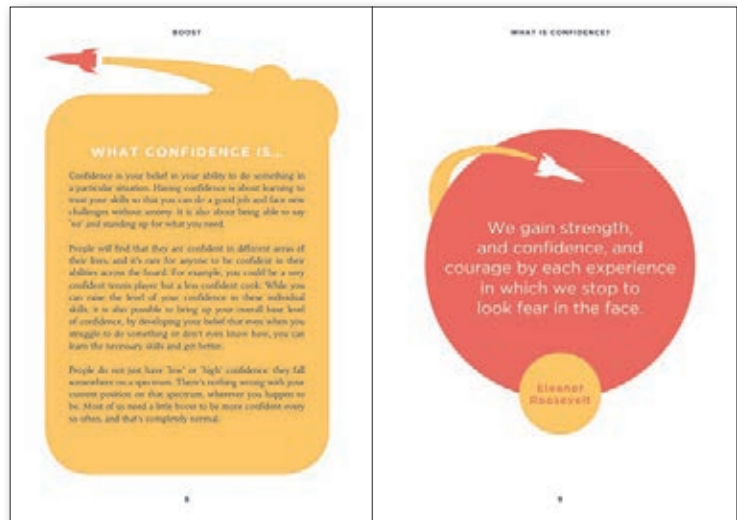 BOOST
WHAT CONFIDENCE IS...
Confidence is your belief in your ability to do something in
a particular situation. Having confidence is about learning to
trust your skills so that you can do a good job and face new
challenges without anxiety. It is also about being able to say
'no' and standing up for what you need.
People will find that they are confident in different areas of
their lives, and it's rare for anyone to be confident in their
abilities across the board. For example, you could be a very
confident tennis player but a less confident cook. While you
can raise the level of your confidence in these individual
skills, it is also possible to bring up your overall base level
of confidence, by developing your belief that even when you
struggle to do something or don't even know how, you can
learn the necessary skills and get better.
People do not just have 'low' or 'high' confidence: they fall
somewhere on a spectrum. There's nothing wrong with your
current position on that spectrum, wherever you happen to
be. Most of us need a little boost to be more confident every
so often, and that's completely normal.
8
WHAT IS CONFIDENCE?
We gain strength,
and confidence, and
courage by each experience
in which we stop to
look fear in the face.
Eleanor
Roosevelt
9